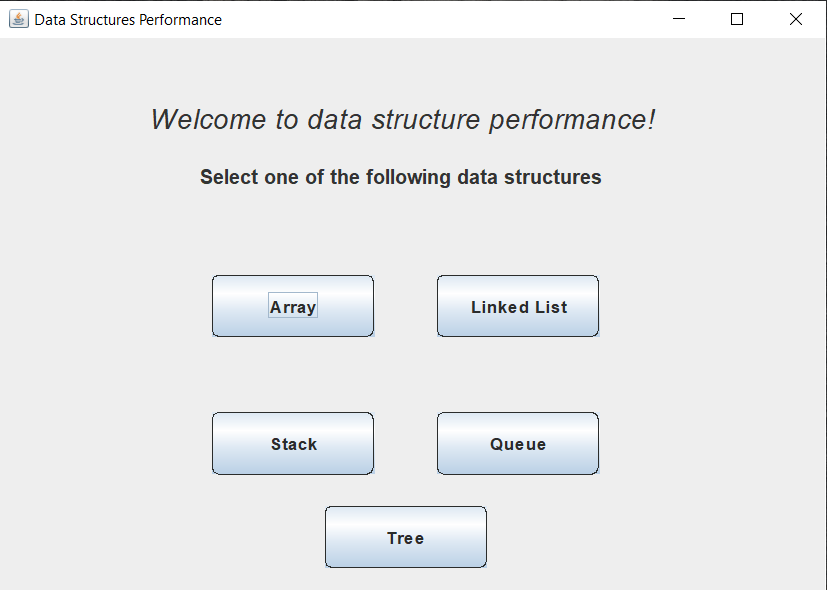 Data Structures Performance
Welcome to data structure performance!
Select one of the following data structures
Array
Linked List
Stack
Queue
Tree